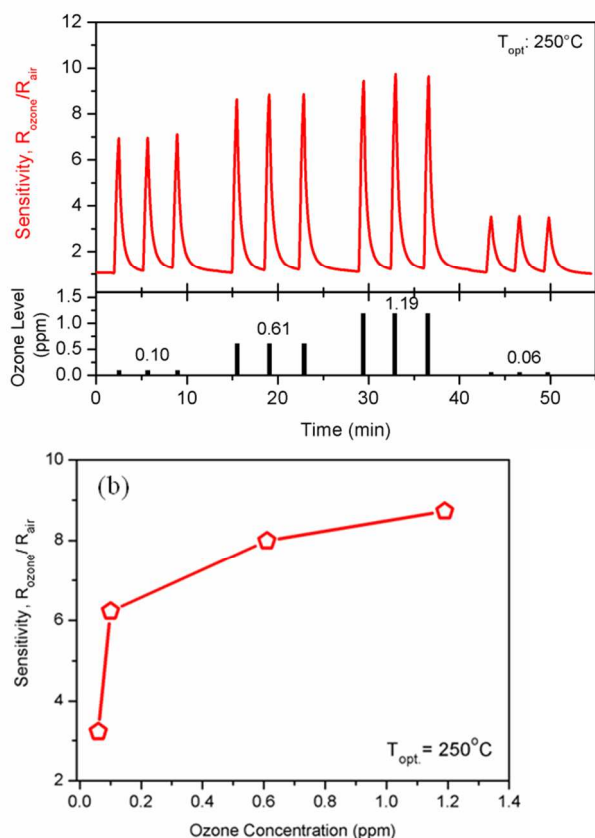 12
10
8
6
4
2
Sensitivity, R_ozone/R_air
T_opt: 250°C
1.5
1.0
0.5
0.0
Ozone Level
(ppm)
0.10
0.61
1.19
0.06
0 10 20 30 40 50
Time (min)
(b)
10
8
6
4
2
Sensitivity, R_ozone/ R_air
T_opt. = 250°C
0.0 0.2 0.4 0.6 0.8 1.0 1.2 1.4
Ozone Concentration (ppm)